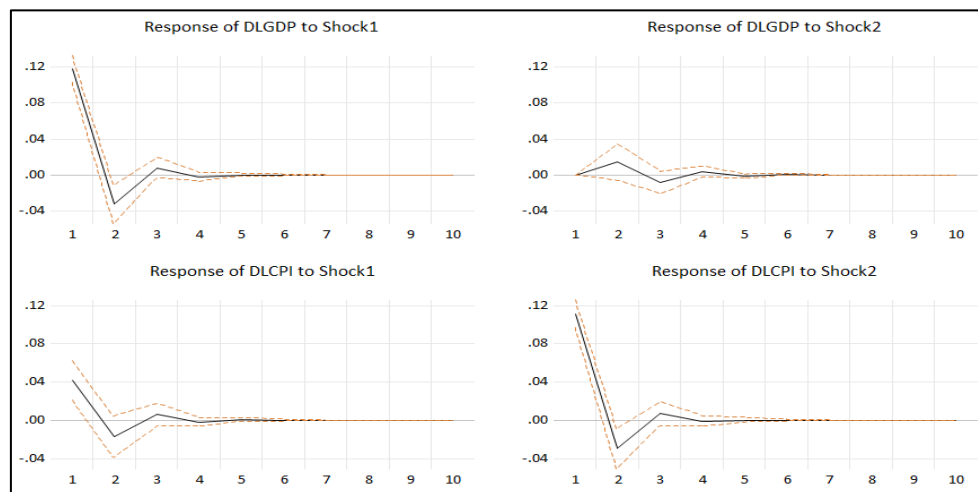 Response of DLGDP to Shock1
.12
.08
.04
.00
-.04
1 2 3 4 5 6 7 8 9 10
Response of DLGDP to Shock2
.12
.08
.04
.00
-.04
1 2 3 4 5 6 7 8 9 10
Response of DLCPI to Shock1
.12
.08
.04
.00
-.04
1 2 3 4 5 6 7 8 9 10
Response of DLCPI to Shock2
.12
.08
.04
.00
-.04
1 2 3 4 5 6 7 8 9 10